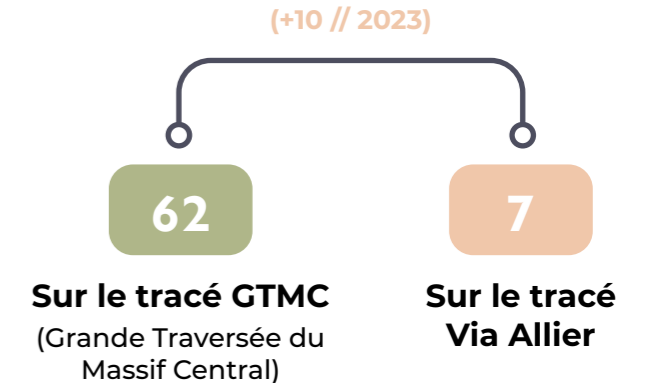 (+10 // 2023)
62
7
Sur le tracé GTMC
(Grande Traversée du
Massif Central)
Sur le tracé
Via Allier